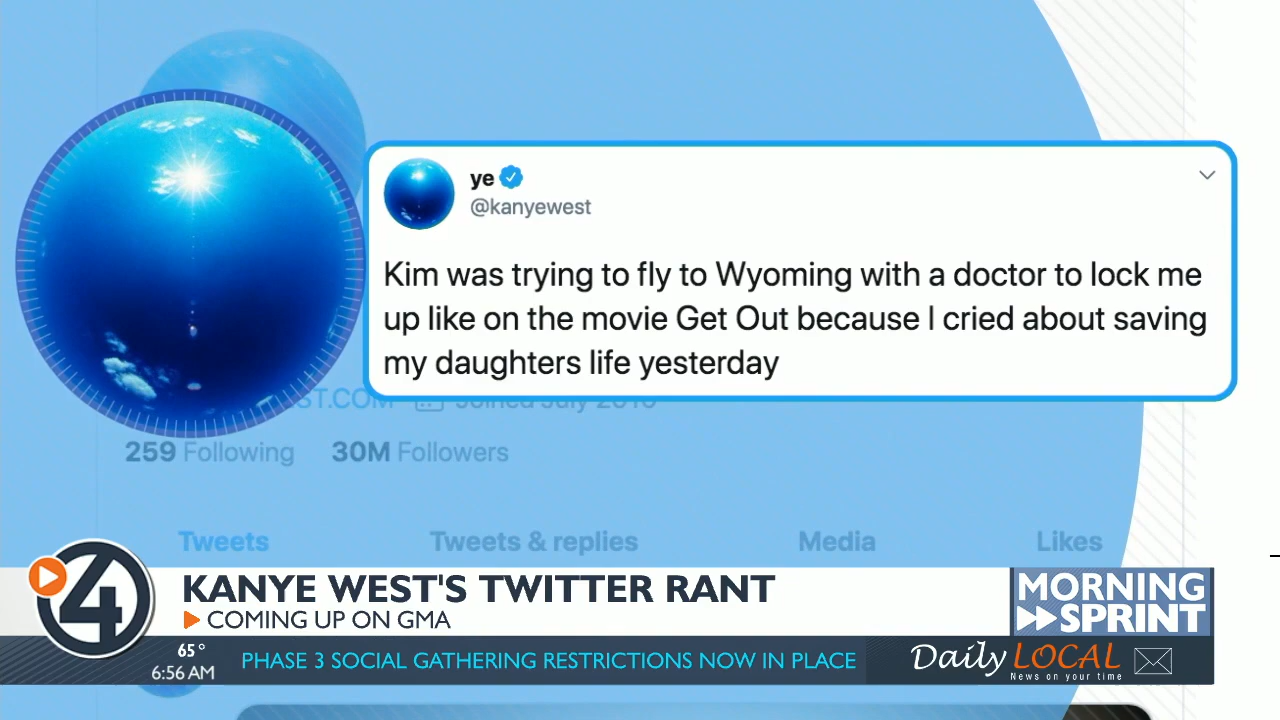 ye
@kanyewest
Kim was trying to fly to Wyoming with a doctor to lock me
up like on the movie Get Out because I cried about saving
my daughters life yesterday
ST.COM
259 Following 30M Followers
Tweets Tweets & replies Media Likes
4
KANYE WEST'S TWITTER RANT
COMING UP ON GMA
MORNING
SPRINT
65°
6:56 AM
PHASE 3 SOCIAL GATHERING RESTRICTIONS NOW IN PLACE
Daily LOCAL
News on your time